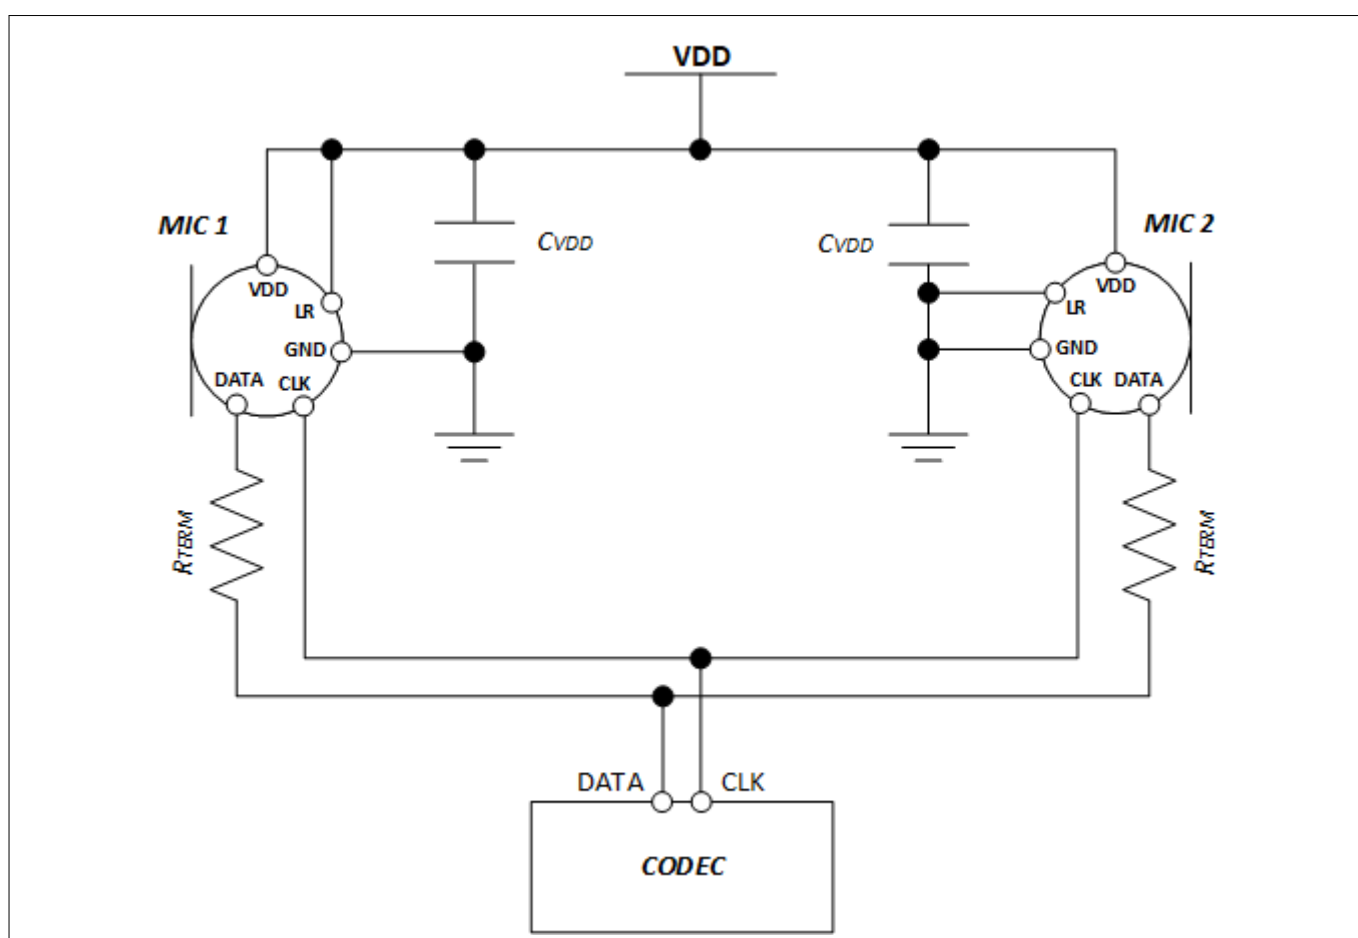 VDD
MIC 1
MIC 2
CVDD
CVDD
VDD
VDD
LR
LR
GND
GND
DATA
CLK
CLK
DATA
RTERM
RTERM
DATA
CLK
CODEC